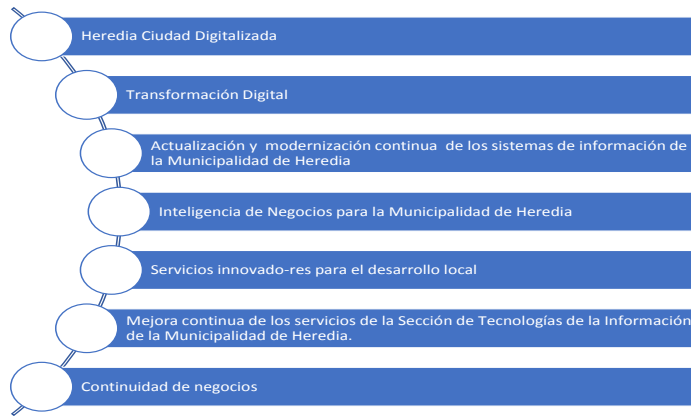 Heredia Ciudad Digitalizada
Transformación Digital
Actualización y modernización continua de los sistemas de información de
la Municipalidad de Heredia
Inteligencia de Negocios para la Municipalidad de Heredia
Servicios innovado-res para el desarrollo local
Mejora continua de los servicios de la Sección de Tecnologías de la Información
de la Municipalidad de Heredia.
Continuidad de negocios